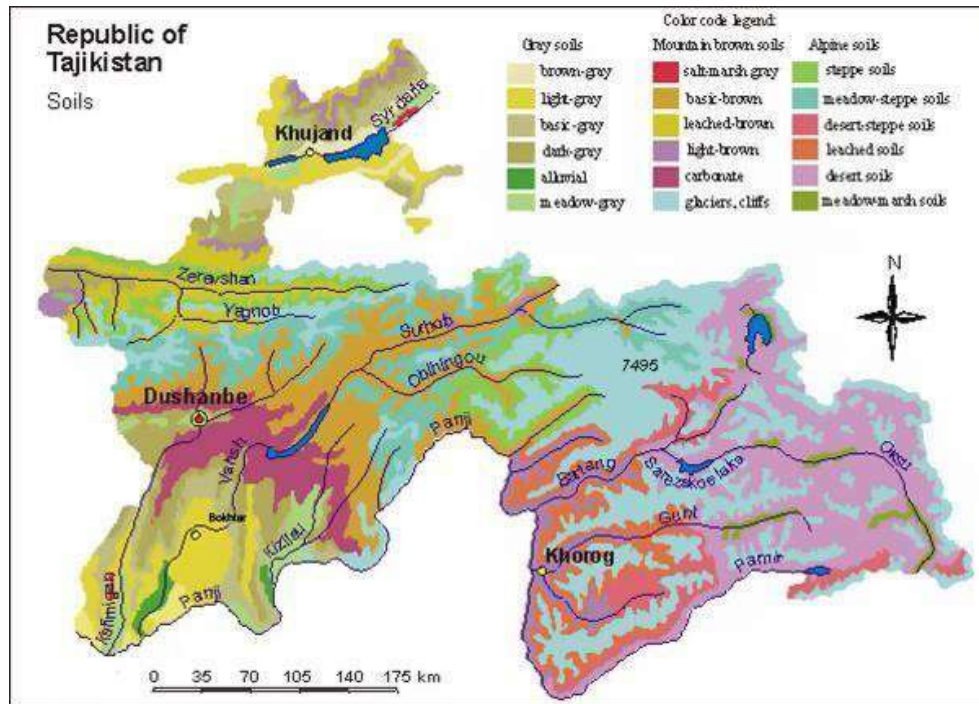 Republic of
Tajikistan
Soils
Color code legend:
Gray soils
brown-gray
light-gray
basic-gray
dark-gray
alluvial
meadow-gray
Mountain brown soils
salt-marsh gray
basic-brown
leached-brown
light-brown
carbonate
glaciers, cliffs
Alpine soils
steppe soils
meadow-steppe soils
desert-steppe soils
leached soils
desert soils
meadow-marsh soils
Syrdaria
Khujand
N
Zeravshan
Yagnob
Surhob
Obihingou
7495
Dushanbe
Panji
Vahsh
Bartang
Sarezskoe lake
Oksu
Bokhtar
Kizilsu
Gunt
Khorog
Pamir
Kafirnigan
Panji
0 35 70 105 140 175 km